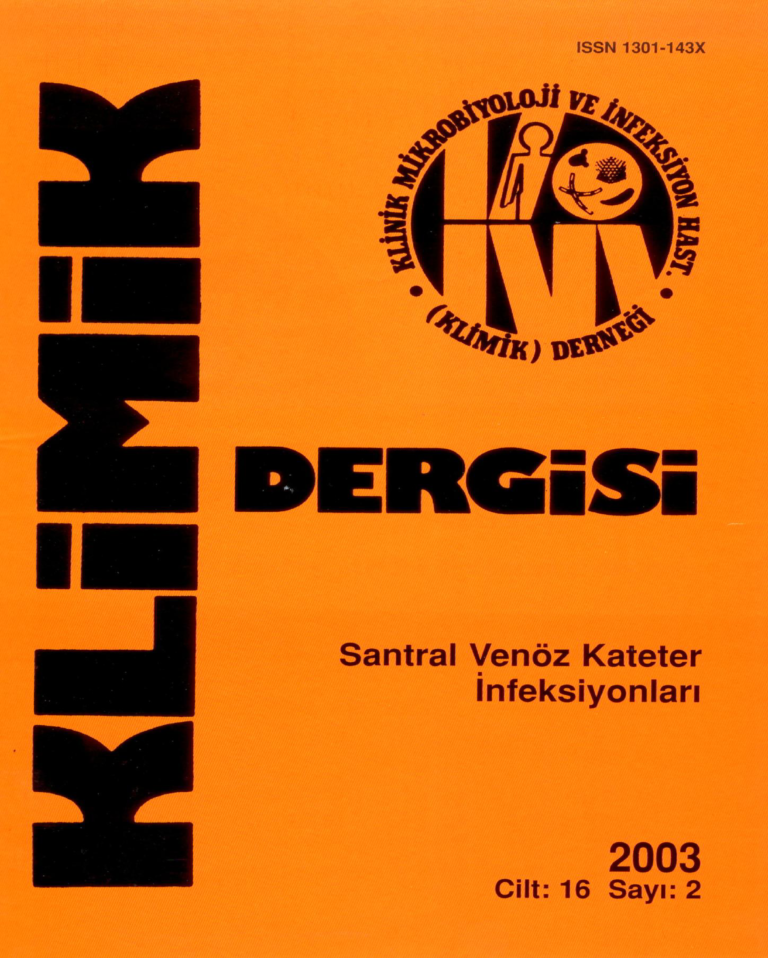 ISSN 1301-143X
KLİNİK MİKROBİYOLOJİ VE İNFEKSİYON HAST.
(KLİMİK) DERNEĞİ
KLİMİK
DERGİSİ
Santral Venöz Kateter
İnfeksiyonları
2003
Cilt: 16 Sayı: 2